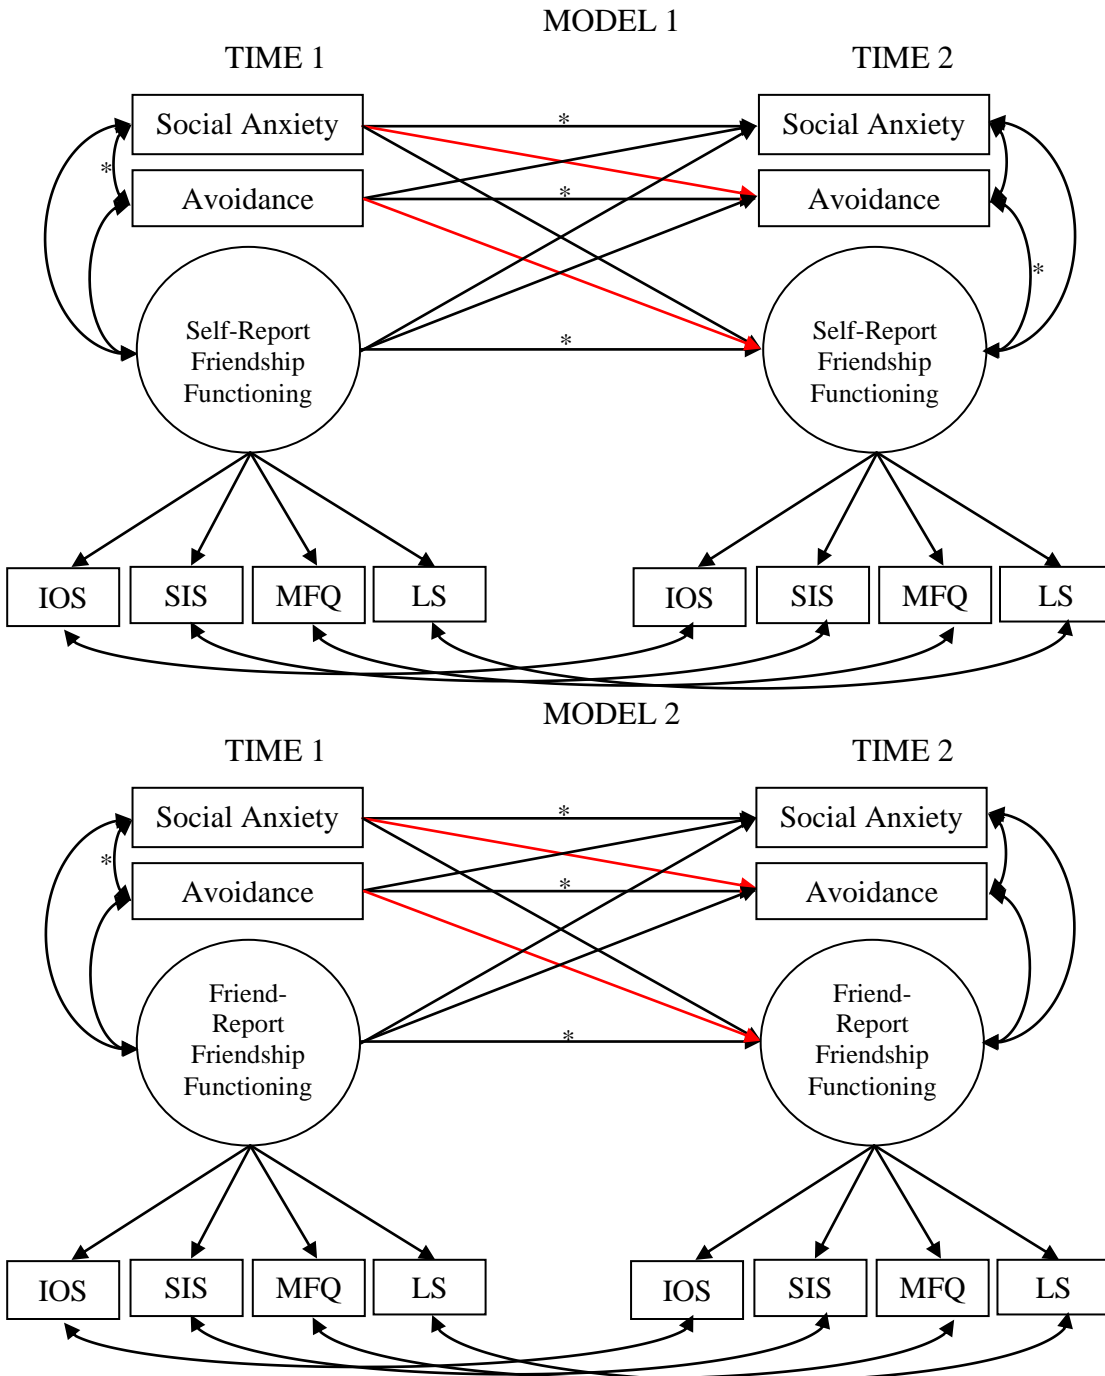 MODEL 1
TIME 1 TIME 2
Social Anxiety * Social Anxiety
*
Avoidance * Avoidance
*
Self-Report
Friendship
Functioning
*
Self-Report
Friendship
Functioning
IOS SIS MFQ LS IOS SIS MFQ LS
MODEL 2
TIME 1 TIME 2
Social Anxiety * Social Anxiety
*
Avoidance * Avoidance
Friend-
Report
Friendship
Functioning
*
Friend-
Report
Friendship
Functioning
IOS SIS MFQ LS IOS SIS MFQ LS